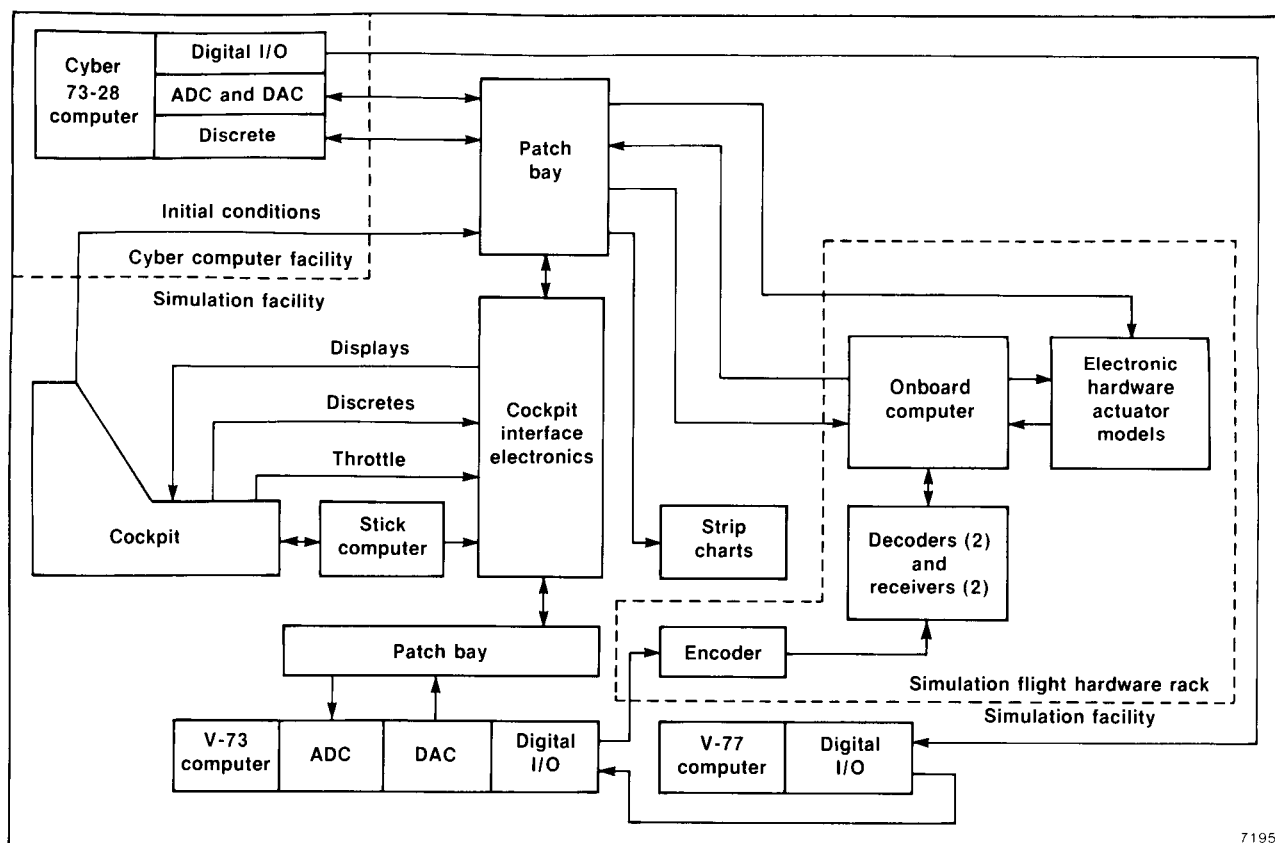 Cyber
73-28
computer
Digital I/O
ADC and DAC
Discrete
Patch
bay
Initial conditions
Cyber computer facility
Simulation facility
Displays
Discretes
Throttle
Cockpit
interface
electronics
Onboard
computer
Electronic
hardware
actuator
models
Cockpit
Stick
computer
Strip
charts
Decoders (2)
and
receivers (2)
Patch bay
Encoder
Simulation flight hardware rack
Simulation facility
V-73
computer
ADC
DAC
Digital
I/O
V-77
computer
Digital
I/O
7195